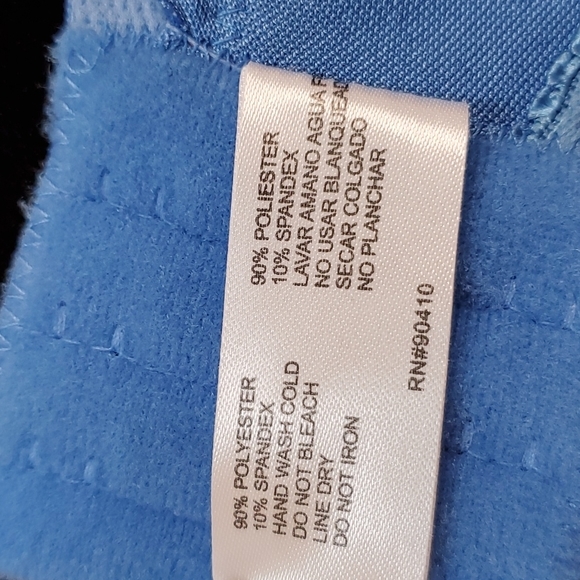 90% POLYESTER
10% SPANDEX
HAND WASH COLD
DO NOT BLEACH
LINE DRY
DO NOT IRON
90% POLIESTER
10% SPANDEX
LAVAR AMANO AGUA
NO USAR BLANQUEAD
SECAR COLGADO
NO PLANCHAR
RN#90410